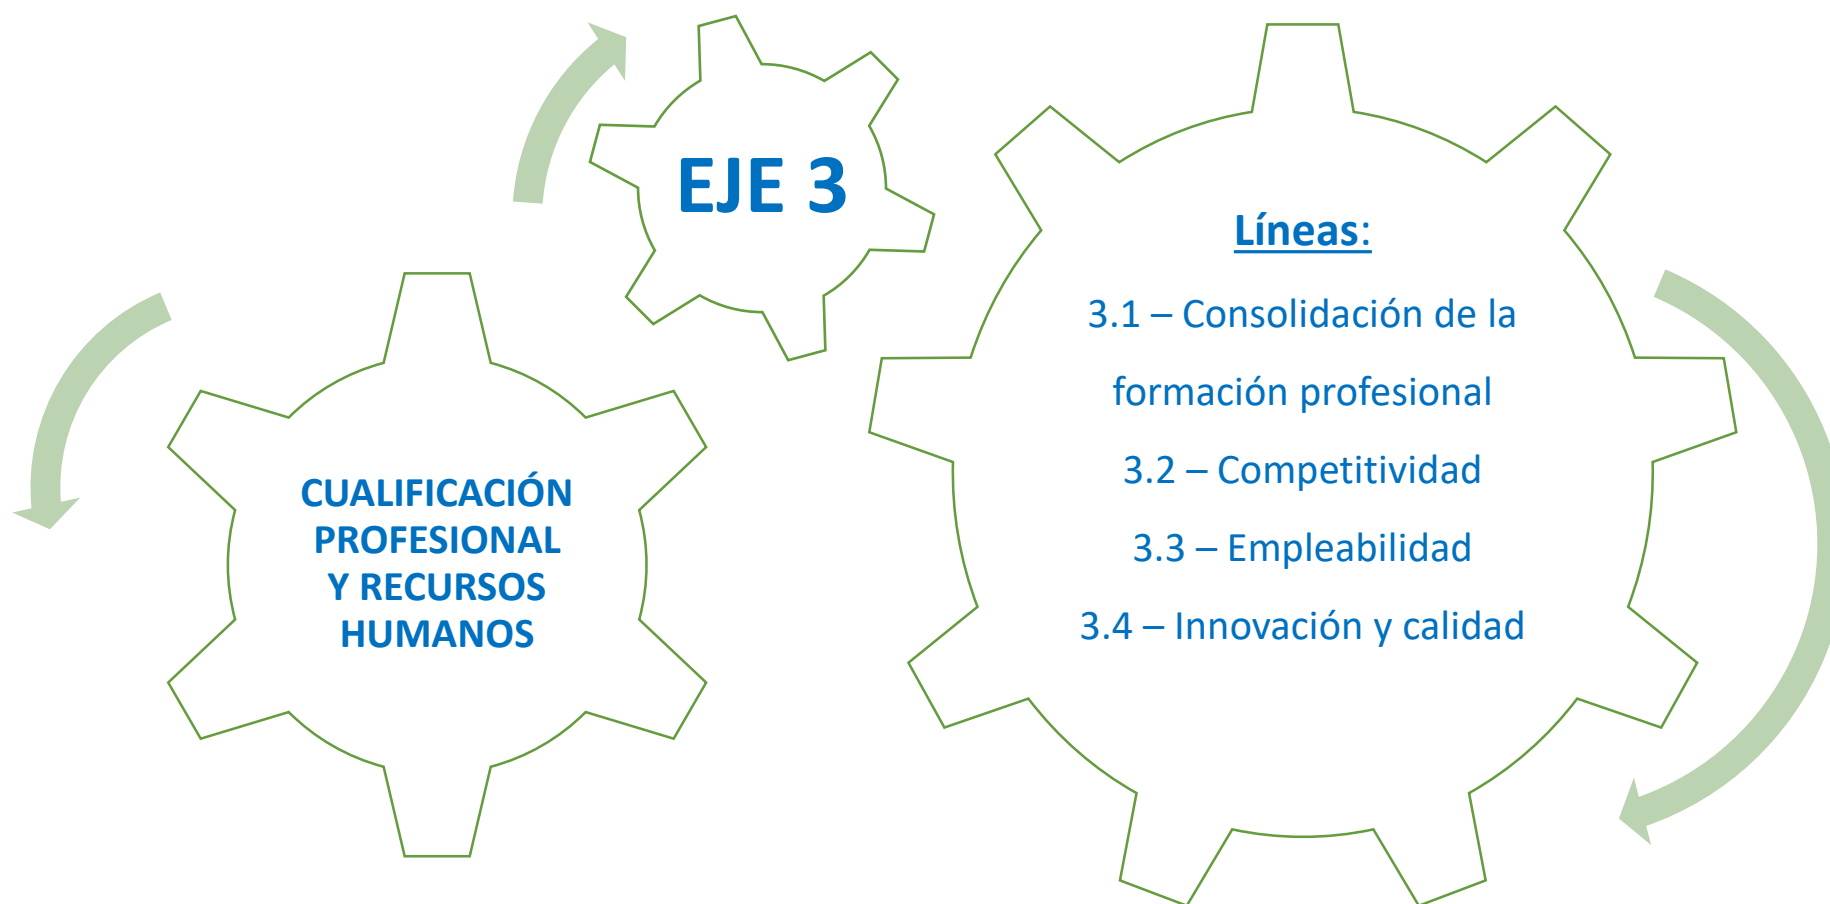 EJE 3
CUALIFICACIÓN
PROFESIONAL
Y RECURSOS
HUMANOS
Líneas:
3.1 – Consolidación de la
formación profesional
3.2 – Competitividad
3.3 – Empleabilidad
3.4 – Innovación y calidad